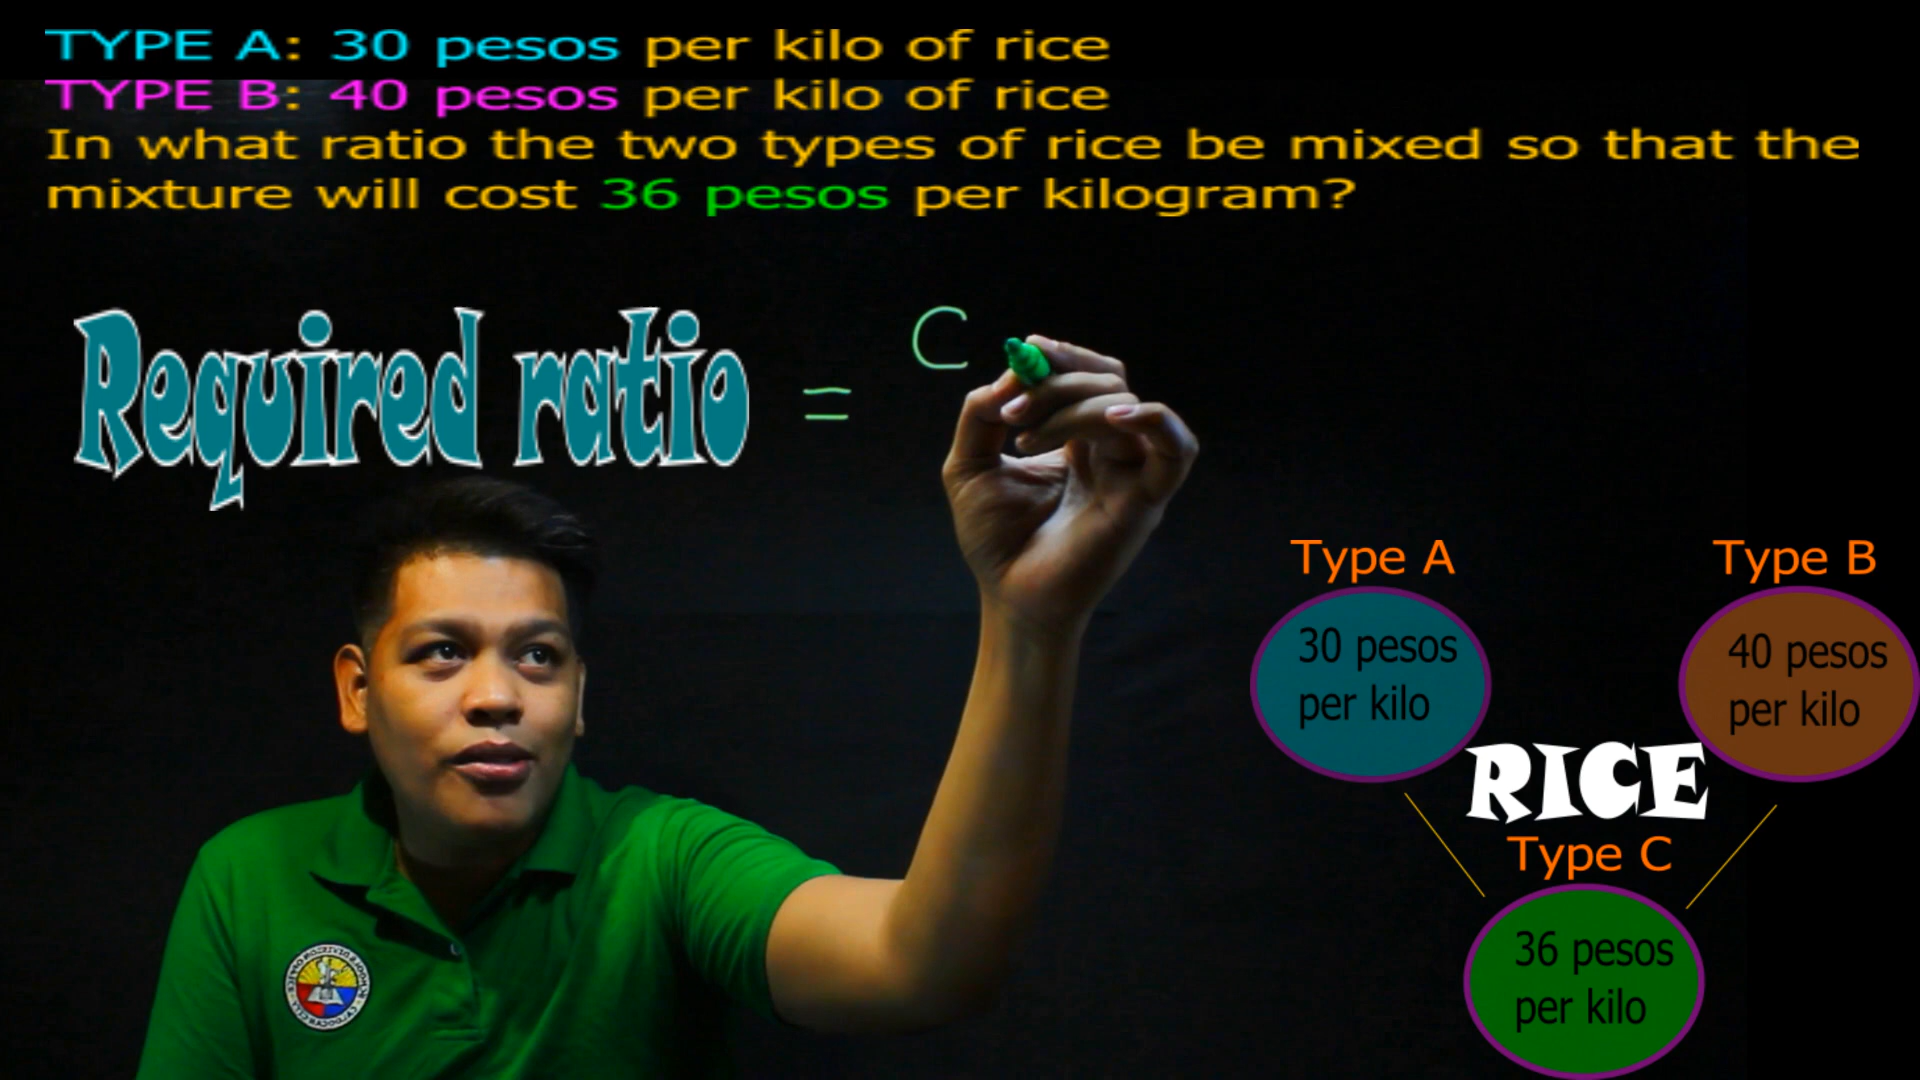 TYPE A: 30 pesos per kilo of rice
TYPE B: 40 pesos per kilo of rice
In what ratio the two types of rice be mixed so that the
mixture will cost 36 pesos per kilogram?
Required ratio = C
Type A
30 pesos
per kilo
Type B
40 pesos
per kilo
RICE
Type C
36 pesos
per kilo